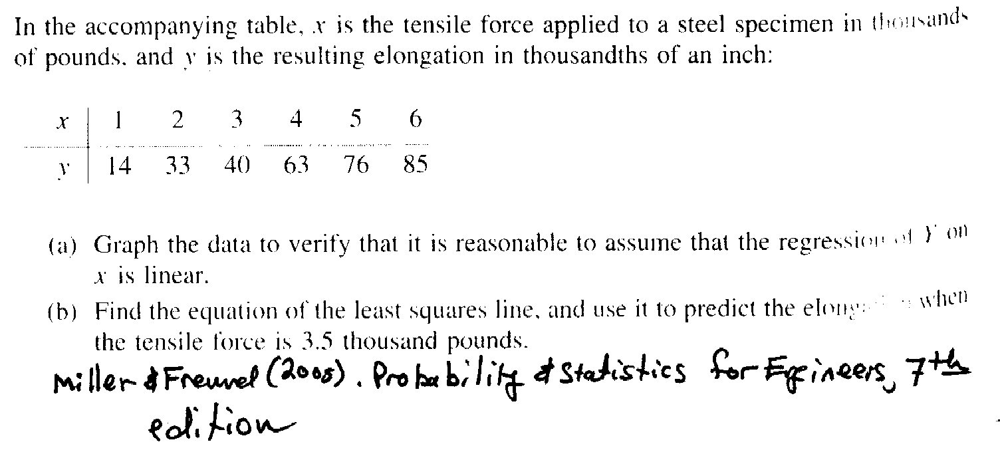 In the accompanying table, x is the tensile force applied to a steel specimen in thousands
of pounds, and y is the resulting elongation in thousandths of an inch:
x 1 2 3 4 5 6
y 14 33 40 63 76 85
(a) Graph the data to verify that it is reasonable to assume that the regression of Y on
x is linear.
(b) Find the equation of the least squares line, and use it to predict the when
the tensile force is 3.5 thousand pounds.
Miller & (2005). Probability & Statistics for 7th
edition